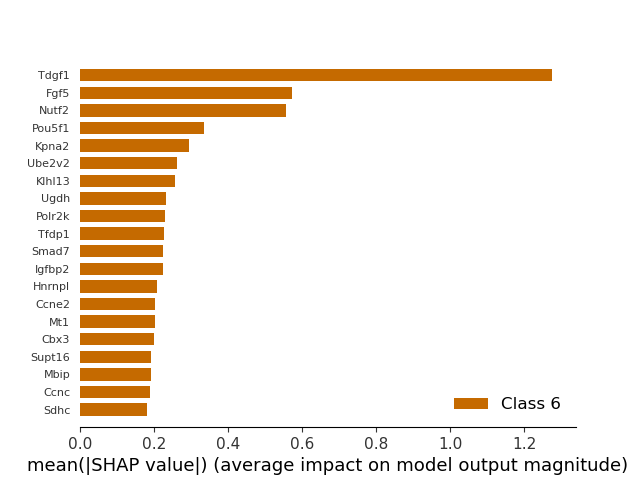 Tdgf1
Fgf5
Nutf2
Pou5f1
Kpna2
Ube2v2
Klhl13
Ugdh
Polr2k
Tfdp1
Smad7
Igfbp2
Hnrnpl
Ccne2
Mt1
Cbx3
Supt16
Mbip
Ccnc
Sdhc
Class 6
0.0 0.2 0.4 0.6 0.8 1.0 1.2
mean(|SHAP value|) (average impact on model output magnitude)